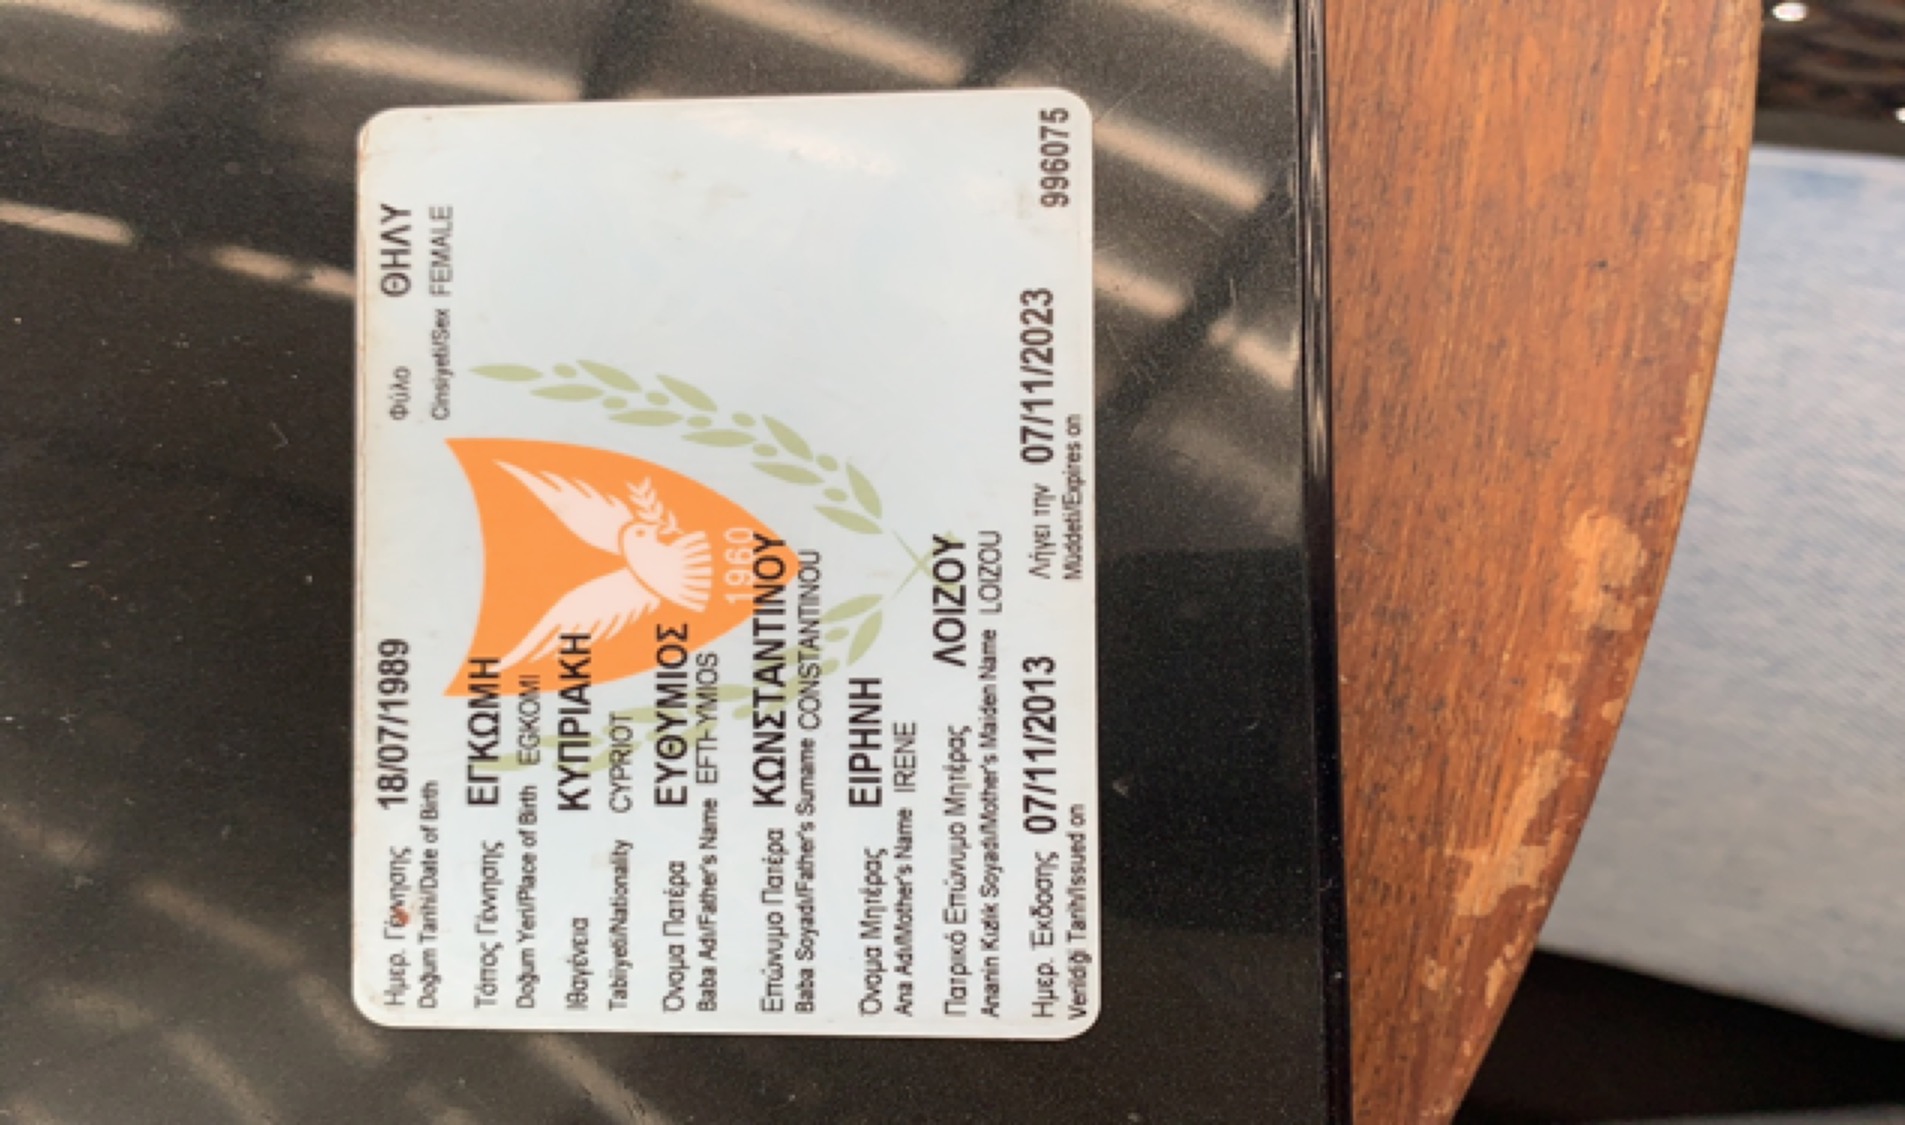 Ημερ. Γέννησης 18/07/1989 Φύλο ΘΗΛΥ
Doğum Tarihi/Date of Birth Cinsiyeti/Sex FEMALE
Τόπος Γέννησης ΕΓΚΩΜΗ
Doğum Yeri/Place of Birth EGKOMI
Ιθαγένεια ΚΥΠΡΙΑΚΗ
Tabiiyeti/Nationality CYPRIOT
Όνομα Πατέρα ΕΥΘΥΜΙΟΣ
Baba Adı/Father's Name EFTHYMIOS
1960
Επώνυμο Πατέρα ΚΩΝΣΤΑΝΤΙΝΟΥ
Baba Soyadı/Father's Surname CONSTANTINOU
Όνομα Μητέρας ΕΙΡΗΝΗ
Ana Adı/Mother's Name IRENE
Πατρικό Επώνυμο Μητέρας ΛΟΙΖΟΥ
Ananin Kızlık Soyadı/Mother's Maiden Name LOIZOU
Ημερ. Έκδοσης 07/11/2013 Λήγει την 07/11/2023 996075
Verildiği Tarih/Issued on Müddeti/Expires on